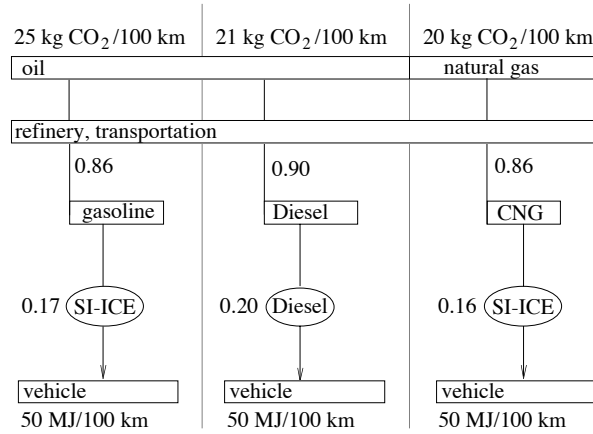 25 kg CO₂/100 km 21 kg CO₂/100 km 20 kg CO₂/100 km
oil natural gas
refinery, transportation
0.86 0.90 0.86
gasoline Diesel CNG
0.17 SI-ICE 0.20 Diesel 0.16 SI-ICE
vehicle vehicle vehicle
50 MJ/100 km 50 MJ/100 km 50 MJ/100 km